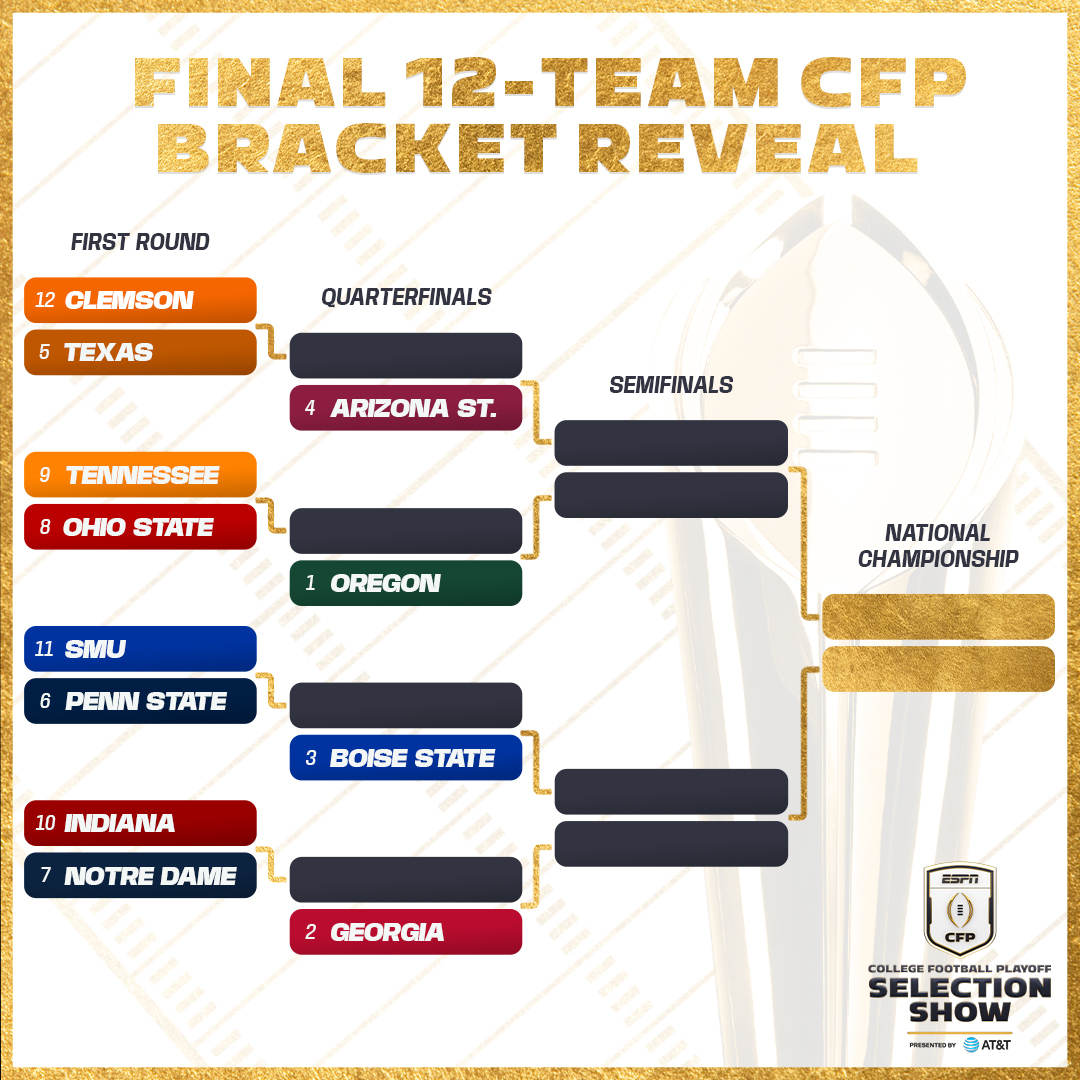 FINAL 12-TEAM CFP
BRACKET REVEAL
FIRST ROUND
12 CLEMSON
5 TEXAS
9 TENNESSEE
8 OHIO STATE
11 SMU
6 PENN STATE
10 INDIANA
7 NOTRE DAME
QUARTERFINALS
4 ARIZONA ST.
1 OREGON
3 BOISE STATE
2 GEORGIA
SEMIFINALS
NATIONAL
CHAMPIONSHIP
ESPN
CFP
COLLEGE FOOTBALL PLAYOFF
SELECTION
SHOW
PRESENTED BY AT&T